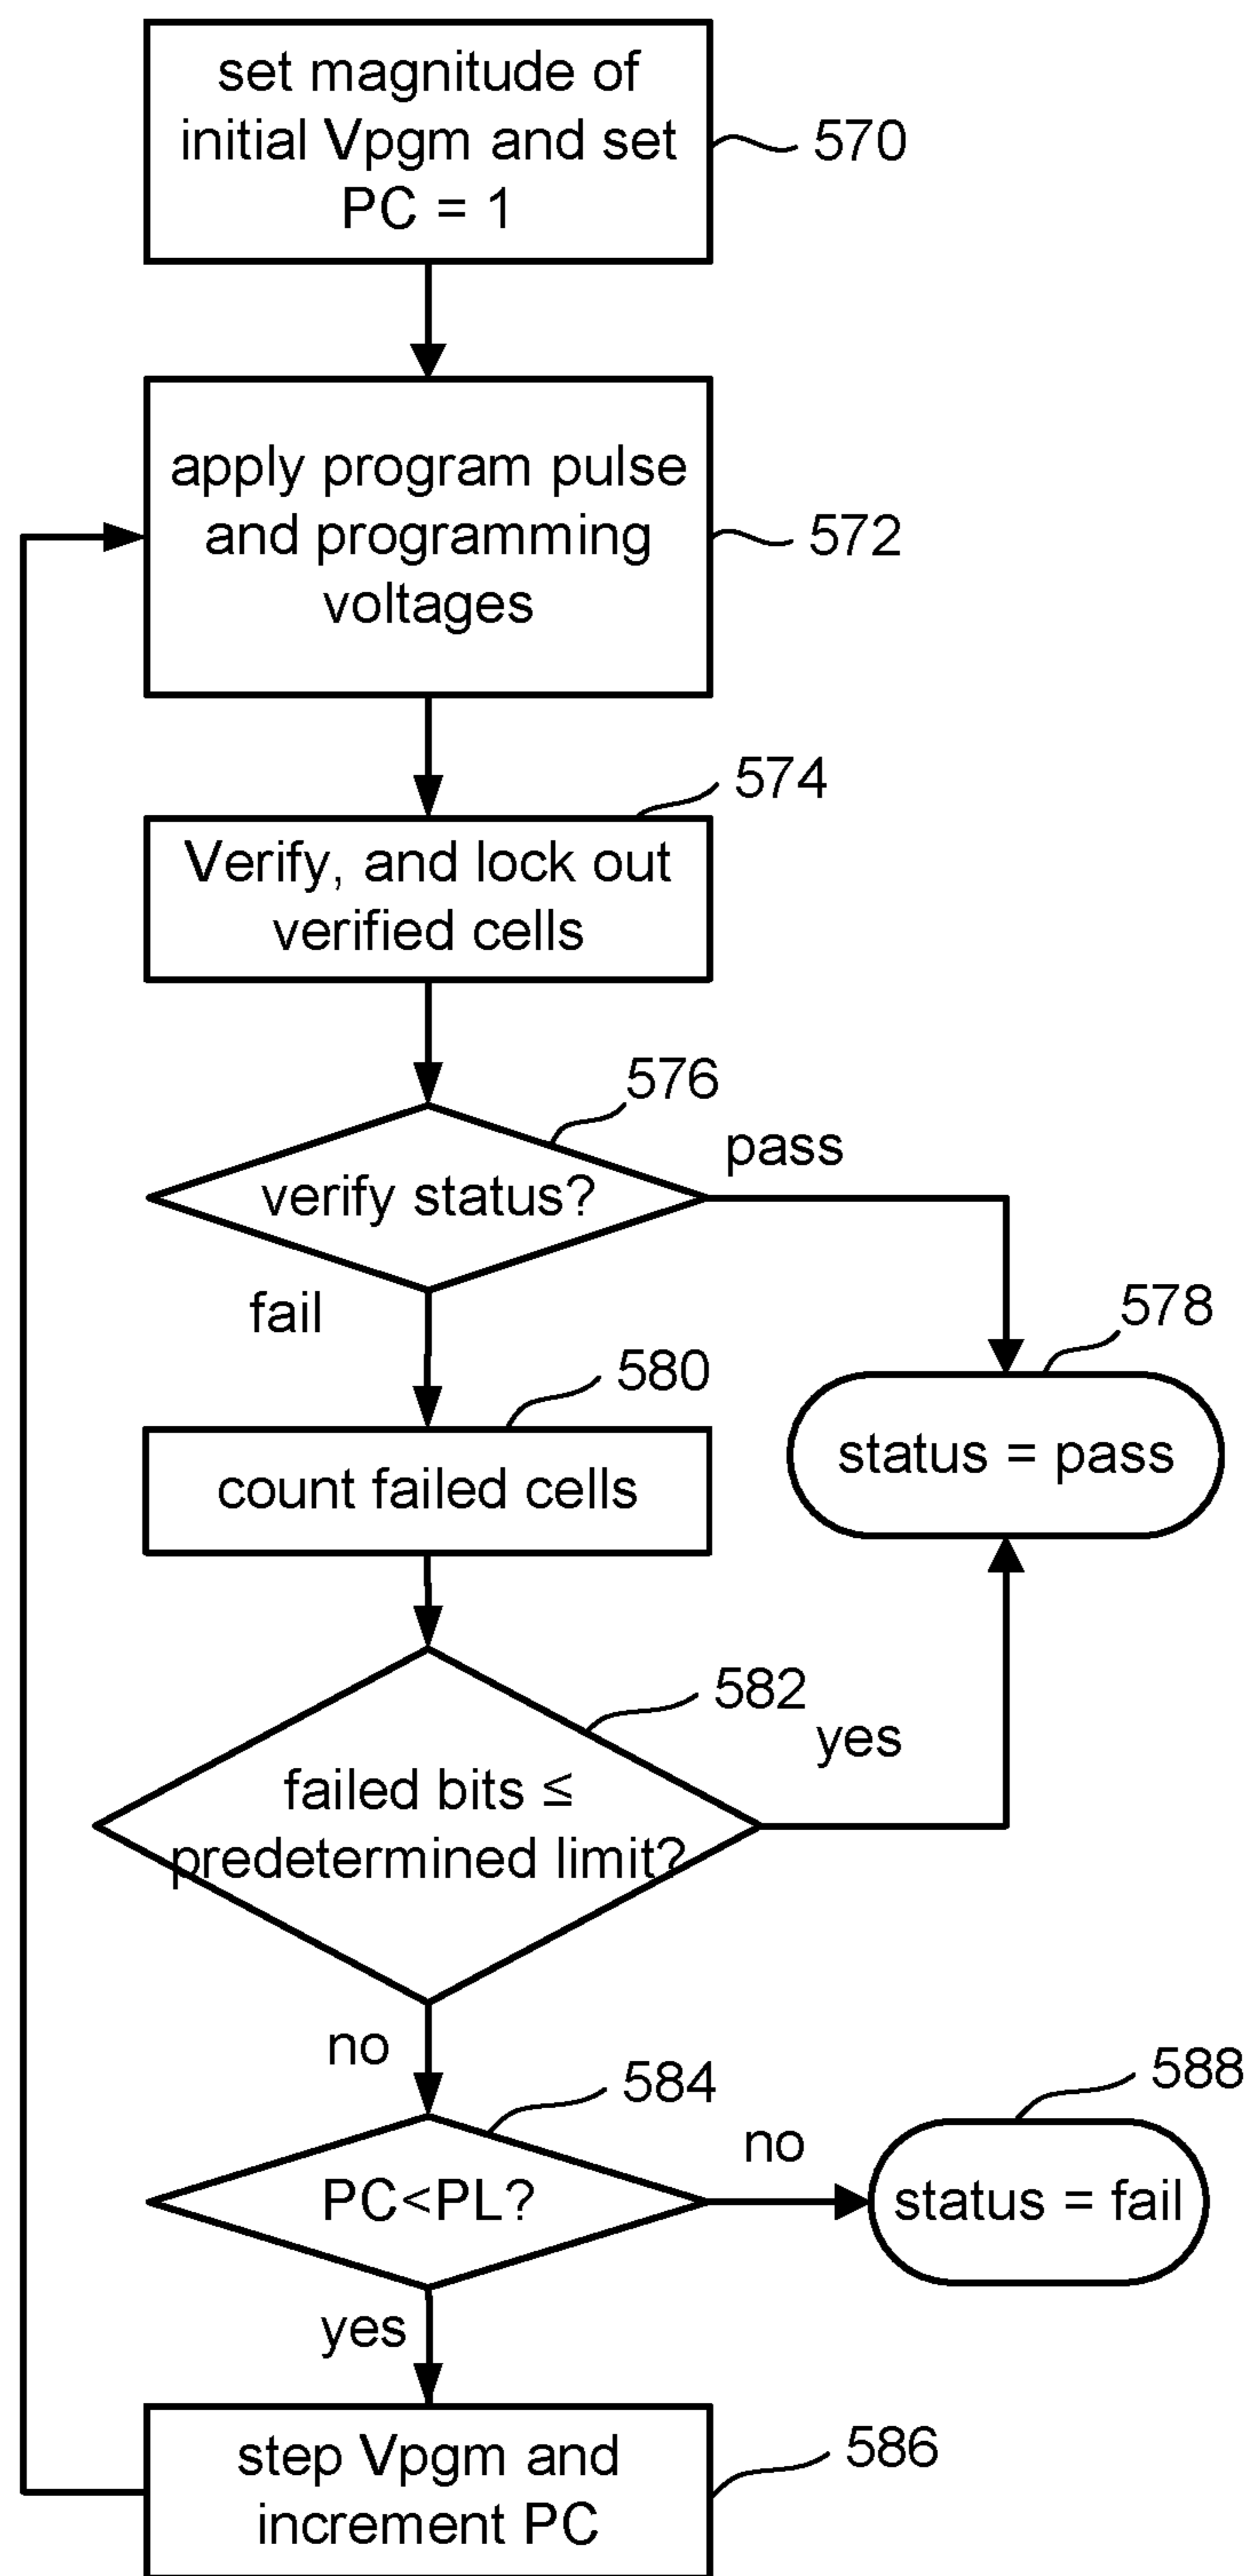 set magnitude of
initial Vpgm and set
PC = 1
570
apply program pulse
and programming
voltages
572
574
Verify, and lock out
verified cells
576
pass
verify status?
fail
578
580
status = pass
count failed cells
582
yes
failed bits ≤
predetermined limit?
no
584
588
no
PC<PL?
status = fail
yes
step Vpgm and
increment PC
586